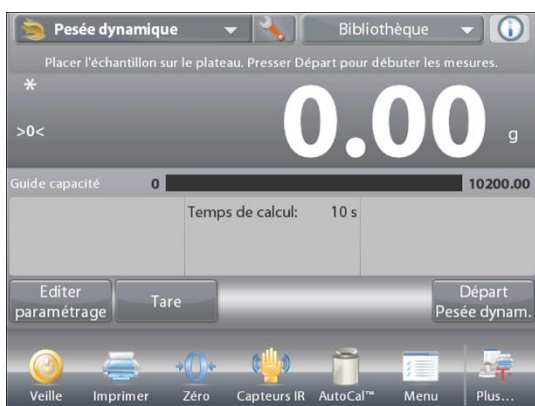 Pesée dynamique Bibliothèque
Placer l'échantillon sur le plateau. Presser Départ pour débuter les mesures.
*
>0< 0.00 g
Guide capacité 0 10200.00
Temps de calcul: 10 s
Editer paramétrage
Tare
Départ Pesée dynam.
Veille Imprimer Zéro Capteurs IR AutoCal™ Menu Plus...